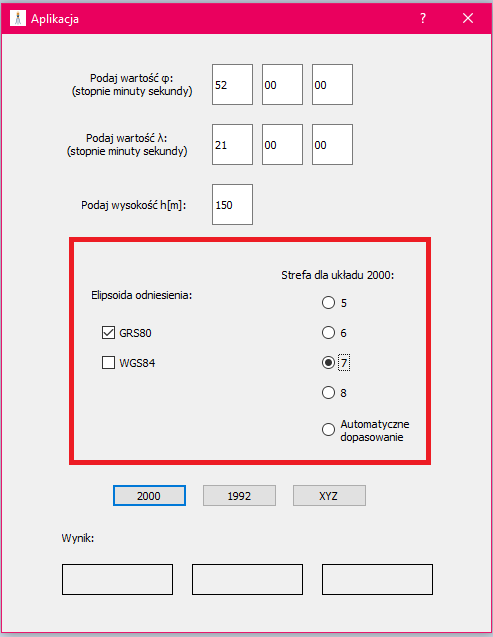 Aplikacja
?
Podaj wartość φ:
(stopnie minuty sekundy)
52 00 00
Podaj wartość λ:
(stopnie minuty sekundy)
21 00 00
Podaj wysokość h[m]:
150
Strefa dla układu 2000:
Elipsoida odniesienia:
5
GRS80
6
WGS84
7
8
Automatyczne
dopasowanie
2000 1992 XYZ
Wynik: